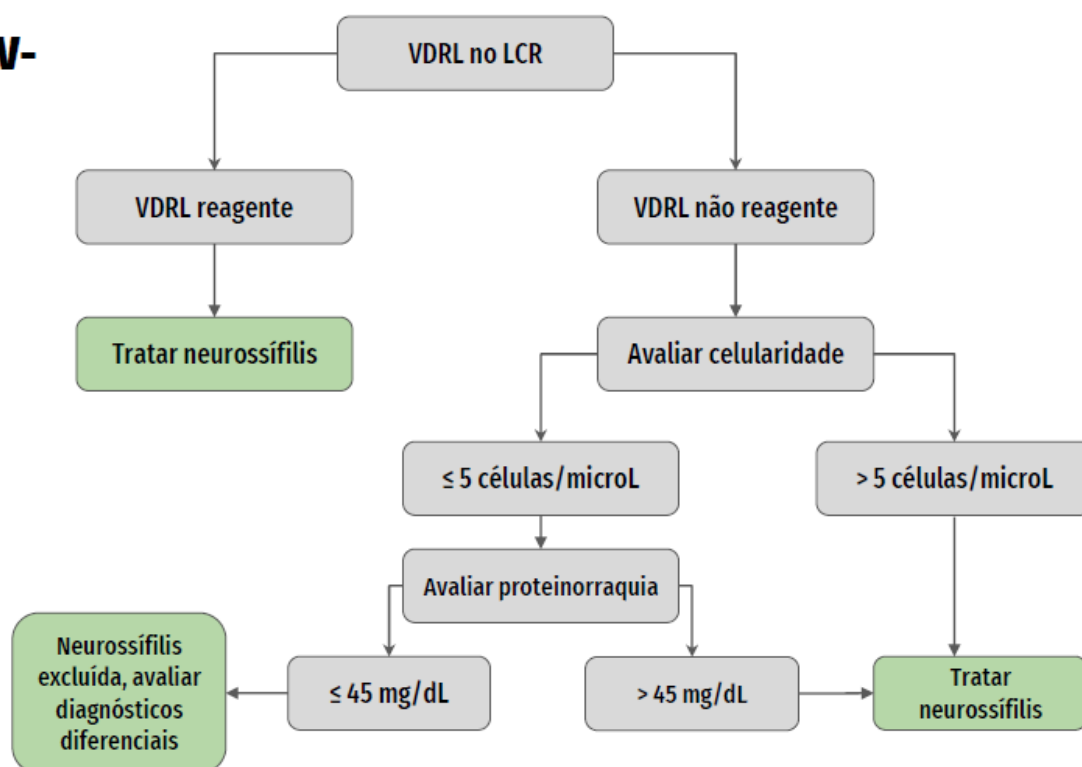 V-
VDRL no LCR
VDRL reagente
VDRL não reagente
Tratar neurossífilis
Avaliar celularidade
≤ 5 células/microL
> 5 células/microL
Avaliar proteinorraquia
Neurossífilis
excluída, avaliar
diagnósticos
diferenciais
≤ 45 mg/dL
> 45 mg/dL
Tratar
neurossífilis